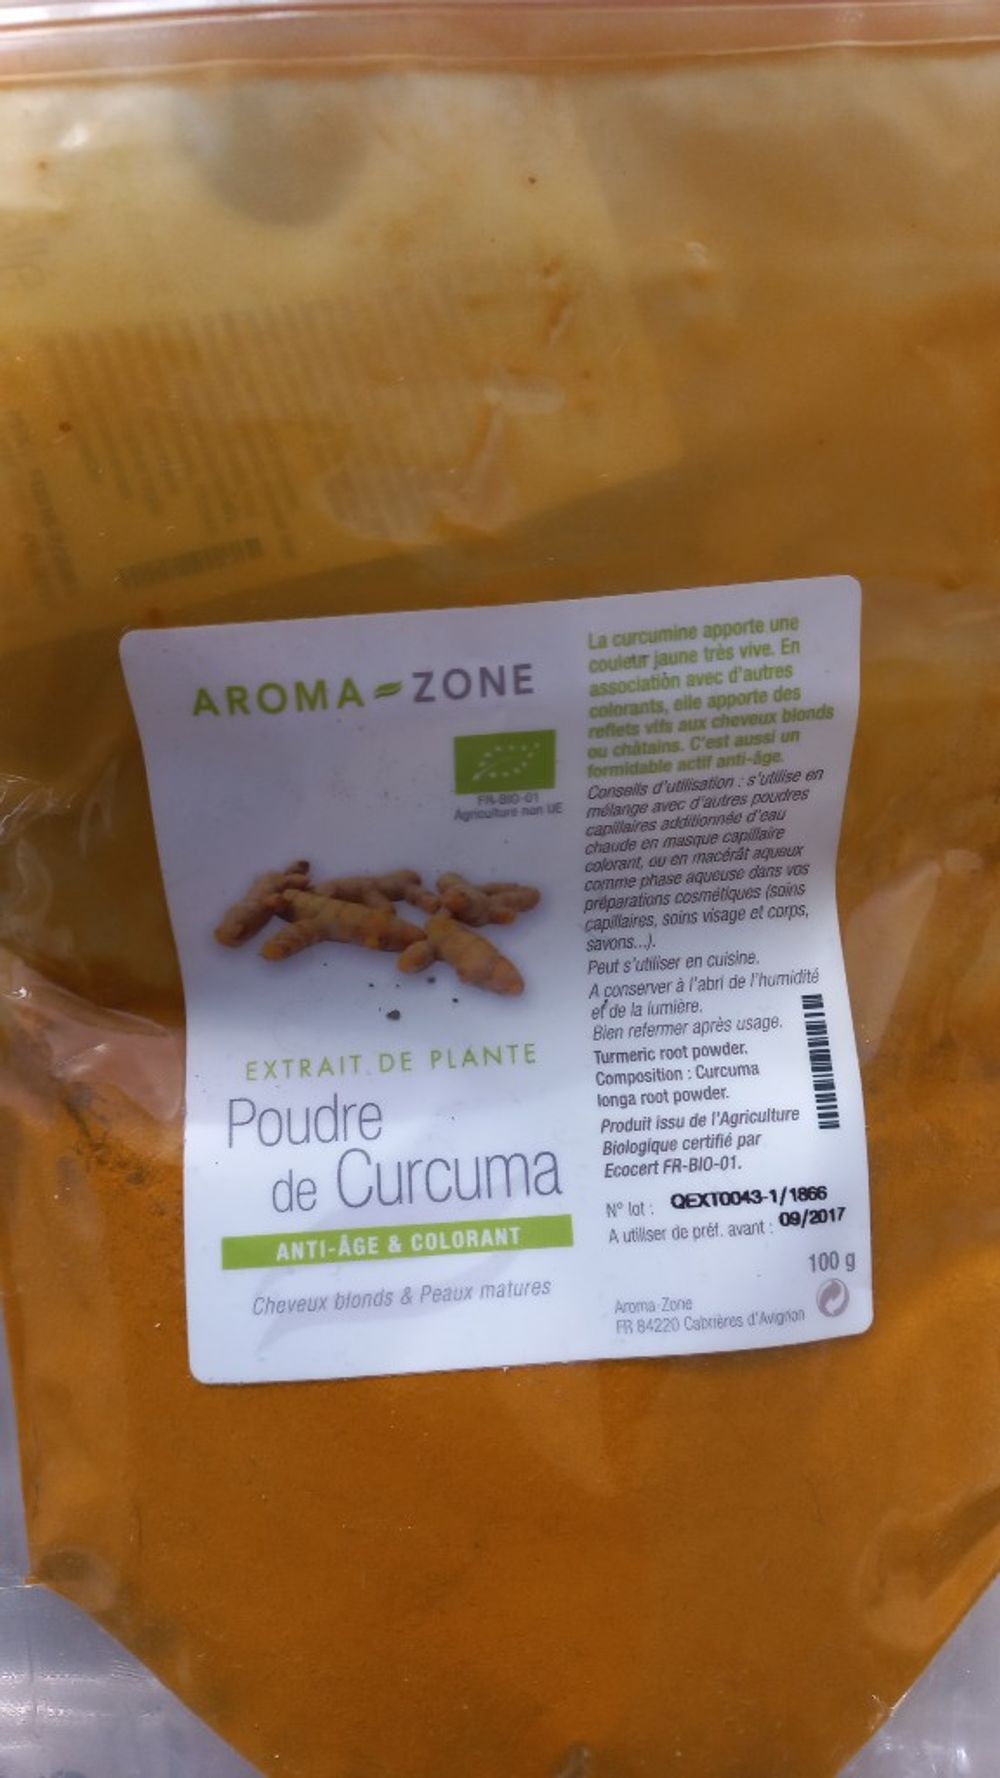 AROMA ZONE
FR-BIO-01
Agriculture non UE
EXTRAIT DE PLANTE
Poudre
de Curcuma
ANTI-ÂGE & COLORANT
Cheveux blonds & Peaux matures
La curcumine apporte une
couleur jaune très vive. En
association avec d'autres
colorants, elle apporte des
reflets vifs aux cheveux blonds
ou châtains. C'est aussi un
formidable actif anti-âge.
Conseils d'utilisation : s'utilise en
mélange avec d'autres poudres
capillaires additionnée d'eau
chaude en masque capillaire
colorant, ou en macérât aqueux
comme phase aqueuse dans vos
préparations cosmétiques (soins
capillaires, soins visage et corps,
savons...).
Peut s'utiliser en cuisine.
A conserver à l'abri de l'humidité
et de la lumière.
Bien refermer après usage.
Turmeric root powder.
Composition : Curcuma
longa root powder.
Produit issu de l'Agriculture
Biologique certifié par
Ecocert FR-BIO-01.
N° lot : QEXT0043-1/1866
A utiliser de préf. avant : 09/2017
100 g
Aroma-Zone
FR 84220 Cabrières d'Avignon